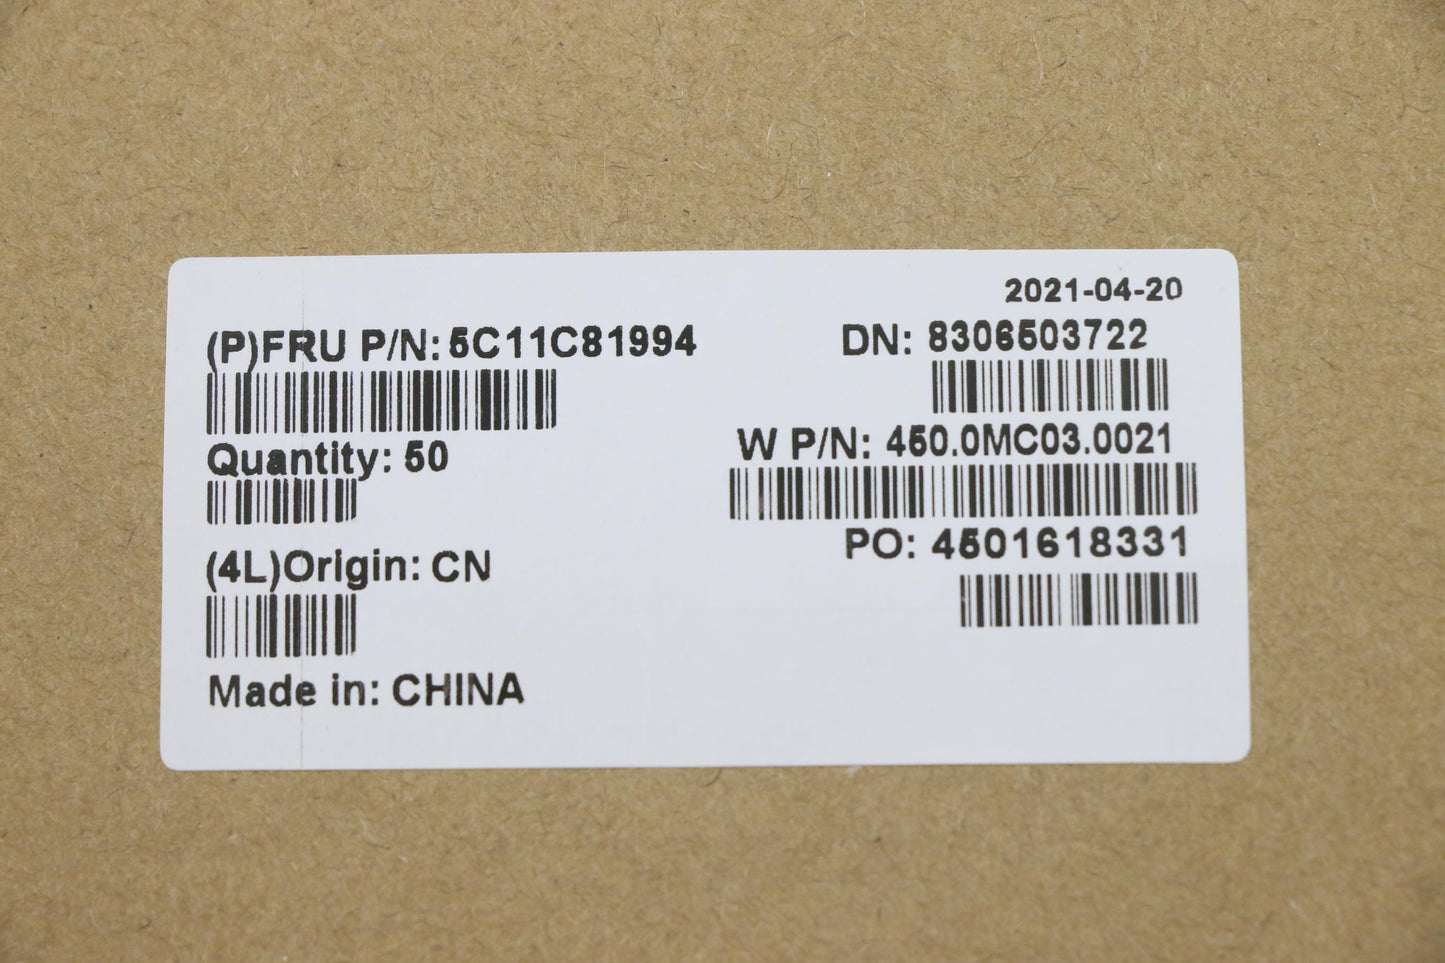 2021-04-20
(P)FRU P/N: 5C11C81994
DN: 8306503722
Quantity: 50
W P/N: 450.0MC03.0021
(4L)Origin: CN
PO: 4501618331
Made in: CHINA